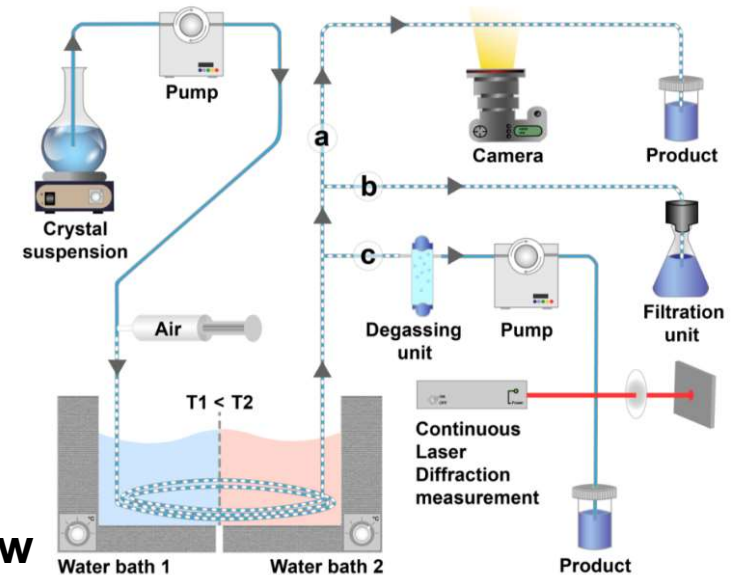 Pump
a
Camera
Product
Crystal
suspension
b
Filtration
unit
c
Degassing
unit
Pump
Air
T1 < T2
Continuous
Laser
Diffraction
measurement
w
Water bath 1
Water bath 2
Product